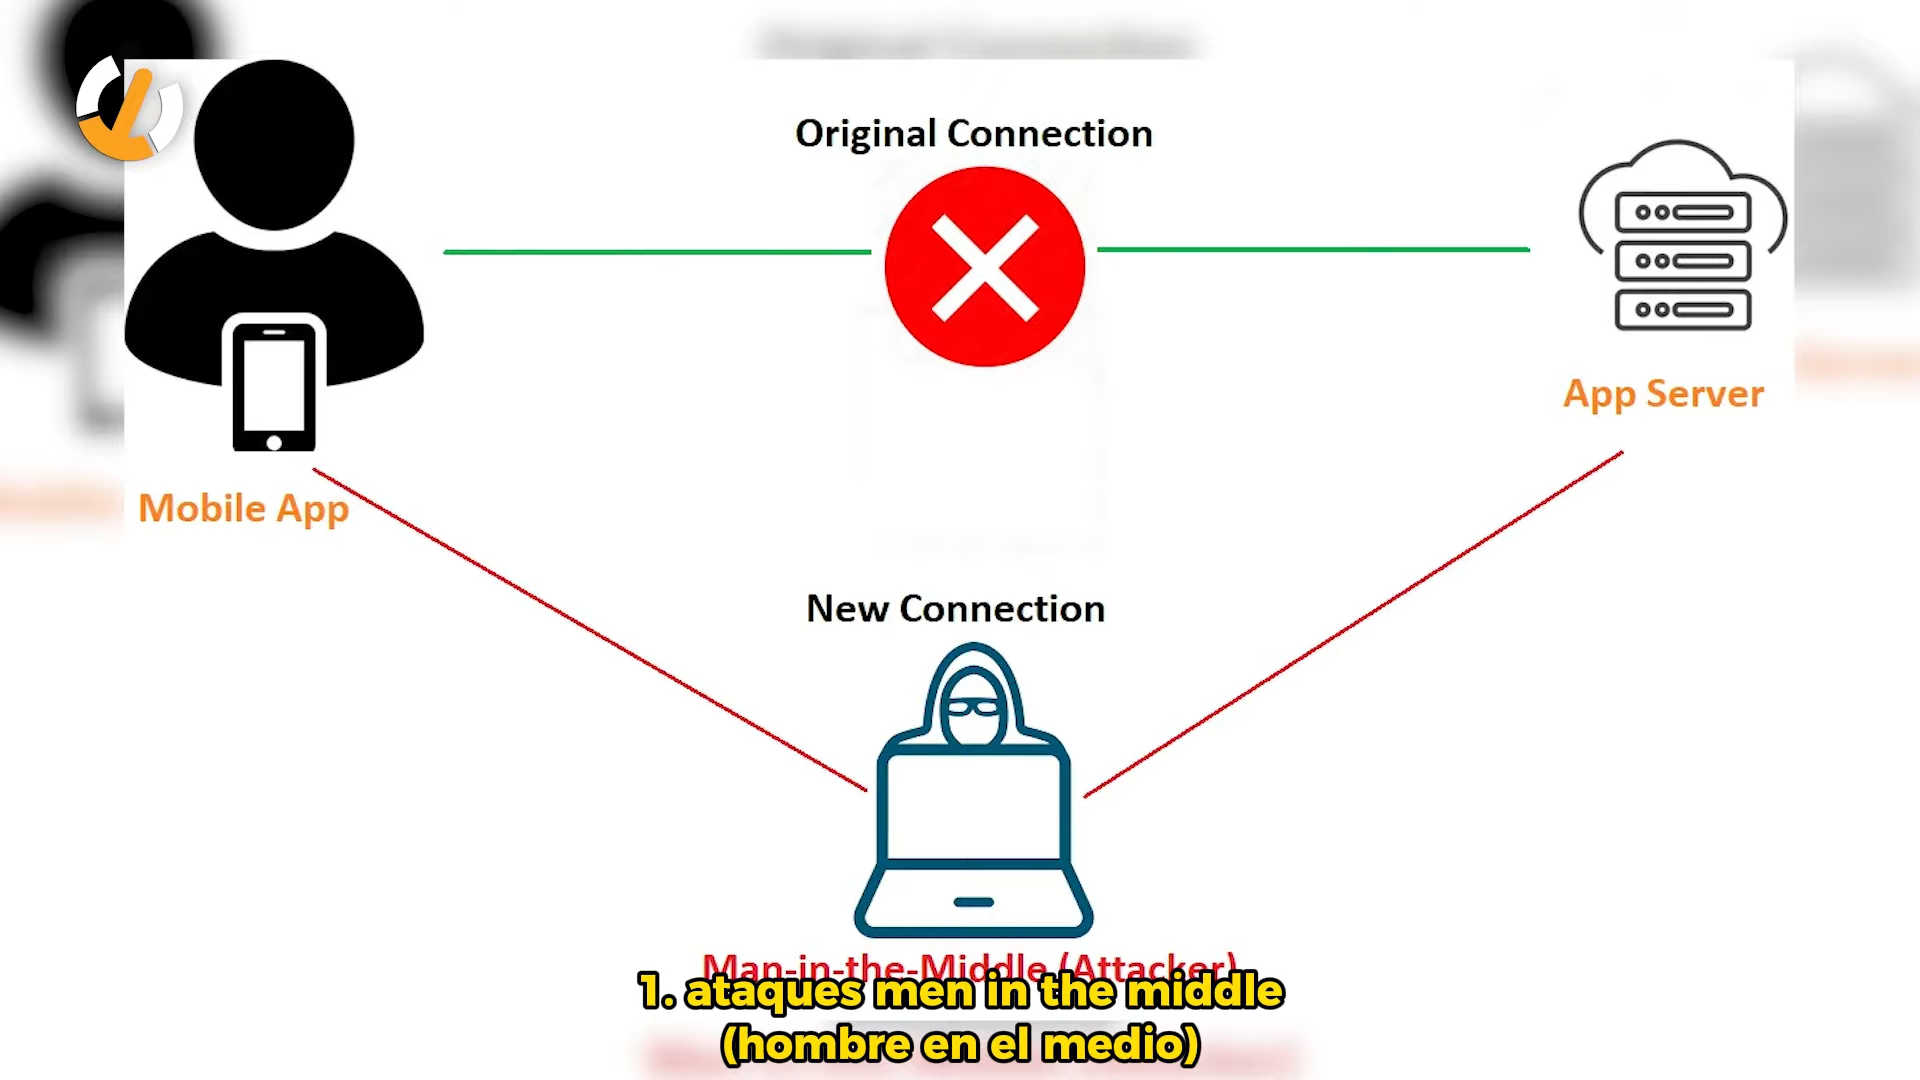 Original Connection
App Server
Mobile App
New Connection
Man-in-the-Middle (Attacker)
1. ataques men in the middle
(hombre en el medio)